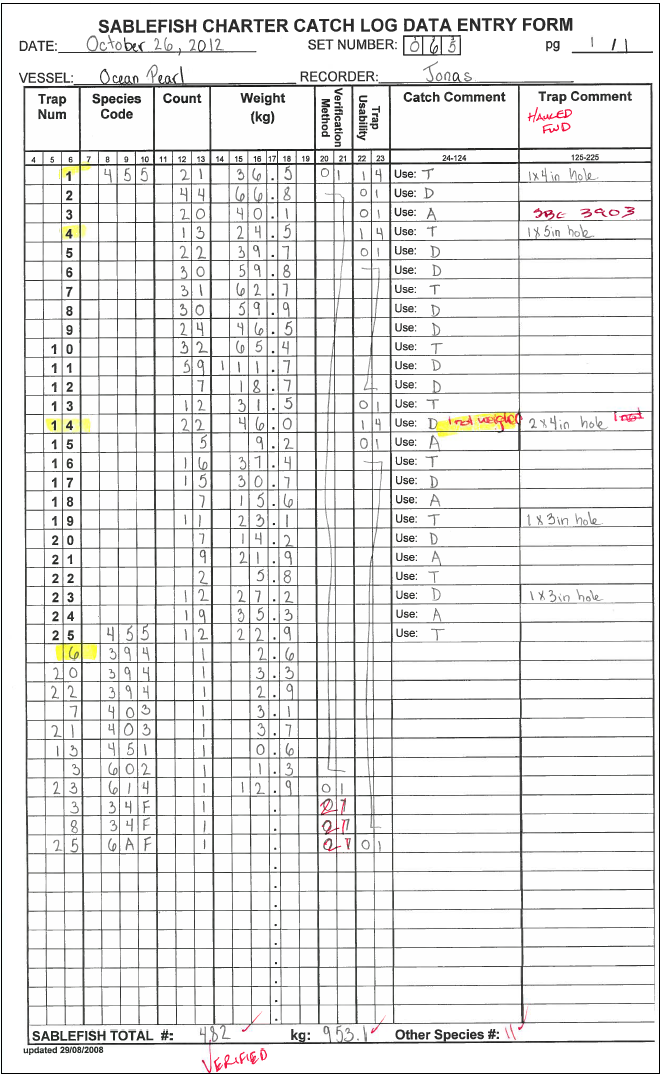 SABLEFISH CHARTER CATCH LOG DATA ENTRY FORM
DATE: October 26, 2012 SET NUMBER: 0 6 5 pg 1 / 1
VESSEL: Ocean Pearl RECORDER: Jonas
Trap Num Species Code Count Weight (kg) Verification Method Trap Usability Catch Comment Trap Comment
HAULED FWD
4 5 6 7 8 9 10 11 12 13 14 15 16 17 18 19 20 21 22 23 24-124 125-225
1 455 21 36.5 01 14 Use: T 1x4in hole
2 44 66.8 01 Use: D
3 20 40.1 01 Use: A SBE 3903
4 13 24.5 14 Use: T 1x5in hole
5 22 39.7 01 Use: D
6 30 59.8 Use: D
7 31 62.7 Use: T
8 30 59.9 Use: D
9 24 46.5 Use: D
10 32 65.4 Use: T
11 59 111.7 Use: D
12 7 18.7 Use: D
13 12 31.5 01 Use: T
14 22 46.0 14 Use: D 1 not weighed 2x4in hole 1 not
15 5 9.2 01 Use: A
16 16 37.4 Use: T
17 15 30.7 Use: D
18 7 15.6 Use: A
19 11 23.1 Use: T 1x3in hole
20 7 14.2 Use: D
21 9 21.9 Use: A
22 2 5.8 Use: T
23 12 27.2 Use: D 1x3in hole
24 19 35.3 Use: A
25 455 12 22.9 Use: T
6 394 1 2.6
20 394 1 3.3
22 394 1 2.9
7 403 1 3.1
21 403 1 3.7
13 451 1 0.6
3 602 1 1.3
23 614 1 12.9 01
3 34F 1 . 21
8 34F 1 . 21
25 6AF 1 . 21 01
SABLEFISH TOTAL #: 482 kg: 953.1 Other Species #: 11
updated 29/08/2008
VERIFIED